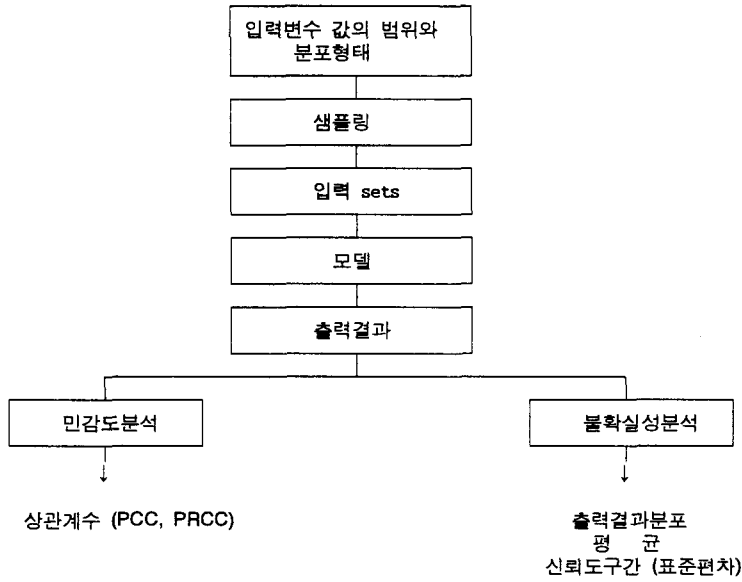 입력변수 값의 범위와
분포형태
샘플링
입력 sets
모델
출력결과
민감도분석
불확실성분석
상관계수 (PCC, PRCC)
출력결과분포
평 균
신뢰도구간 (표준편차)